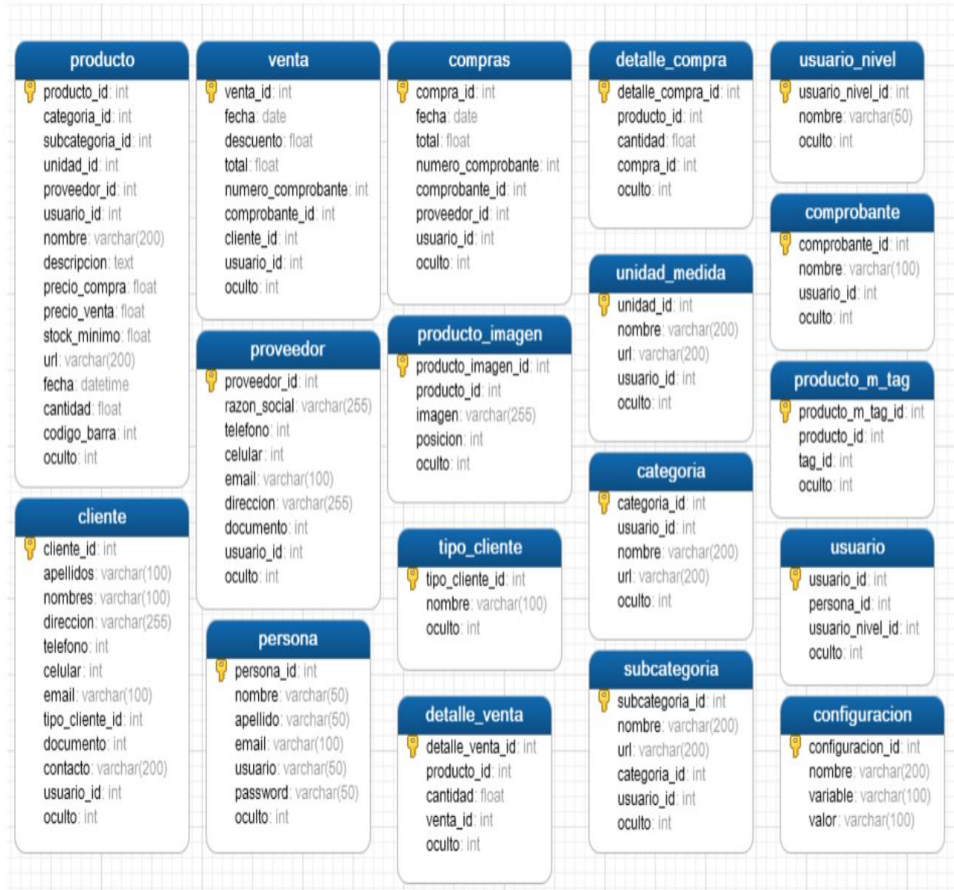 producto
producto_id: int
categoria_id: int
subcategoria_id: int
unidad_id: int
proveedor_id: int
usuario_id: int
nombre: varchar(200)
descripcion: text
precio_compra: float
precio_venta: float
stock_minimo: float
url: varchar(200)
fecha: datetime
cantidad: float
codigo_barra: int
oculto: int
cliente
cliente_id: int
apellidos: varchar(100)
nombres: varchar(100)
direccion: varchar(255)
telefono: int
celular: int
email: varchar(100)
tipo_cliente_id: int
documento: int
contacto: varchar(200)
usuario_id: int
oculto: int
venta
venta_id: int
fecha: date
descuento: float
total: float
numero_comprobante: int
comprobante_id: int
cliente_id: int
usuario_id: int
oculto: int
proveedor
proveedor_id: int
razon_social: varchar(255)
telefono: int
celular: int
email: varchar(100)
direccion: varchar(255)
documento: int
usuario_id: int
oculto: int
persona
persona_id: int
nombre: varchar(50)
apellido: varchar(50)
email: varchar(100)
usuario: varchar(50)
password: varchar(50)
oculto: int
compras
compra_id: int
fecha: date
total: float
numero_comprobante: int
comprobante_id: int
proveedor_id: int
usuario_id: int
oculto: int
producto_imagen
producto_imagen_id: int
producto_id: int
imagen: varchar(255)
posicion: int
oculto: int
tipo_cliente
tipo_cliente_id: int
nombre: varchar(100)
oculto: int
detalle_venta
detalle_venta_id: int
producto_id: int
cantidad: float
venta_id: int
oculto: int
detalle_compra
detalle_compra_id: int
producto_id: int
cantidad: float
compra_id: int
oculto: int
unidad_medida
unidad_id: int
nombre: varchar(200)
url: varchar(200)
usuario_id: int
oculto: int
categoria
categoria_id: int
usuario_id: int
nombre: varchar(200)
url: varchar(200)
oculto: int
subcategoria
subcategoria_id: int
nombre: varchar(200)
url: varchar(200)
categoria_id: int
usuario_id: int
oculto: int
usuario_nivel
usuario_nivel_id: int
nombre: varchar(50)
oculto: int
comprobante
comprobante_id: int
nombre: varchar(100)
usuario_id: int
oculto: int
producto_m_tag
producto_m_tag_id: int
producto_id: int
tag_id: int
oculto: int
usuario
usuario_id: int
persona_id: int
usuario_nivel_id: int
oculto: int
configuracion
configuracion_id: int
nombre: varchar(200)
variable: varchar(100)
valor: varchar(100)